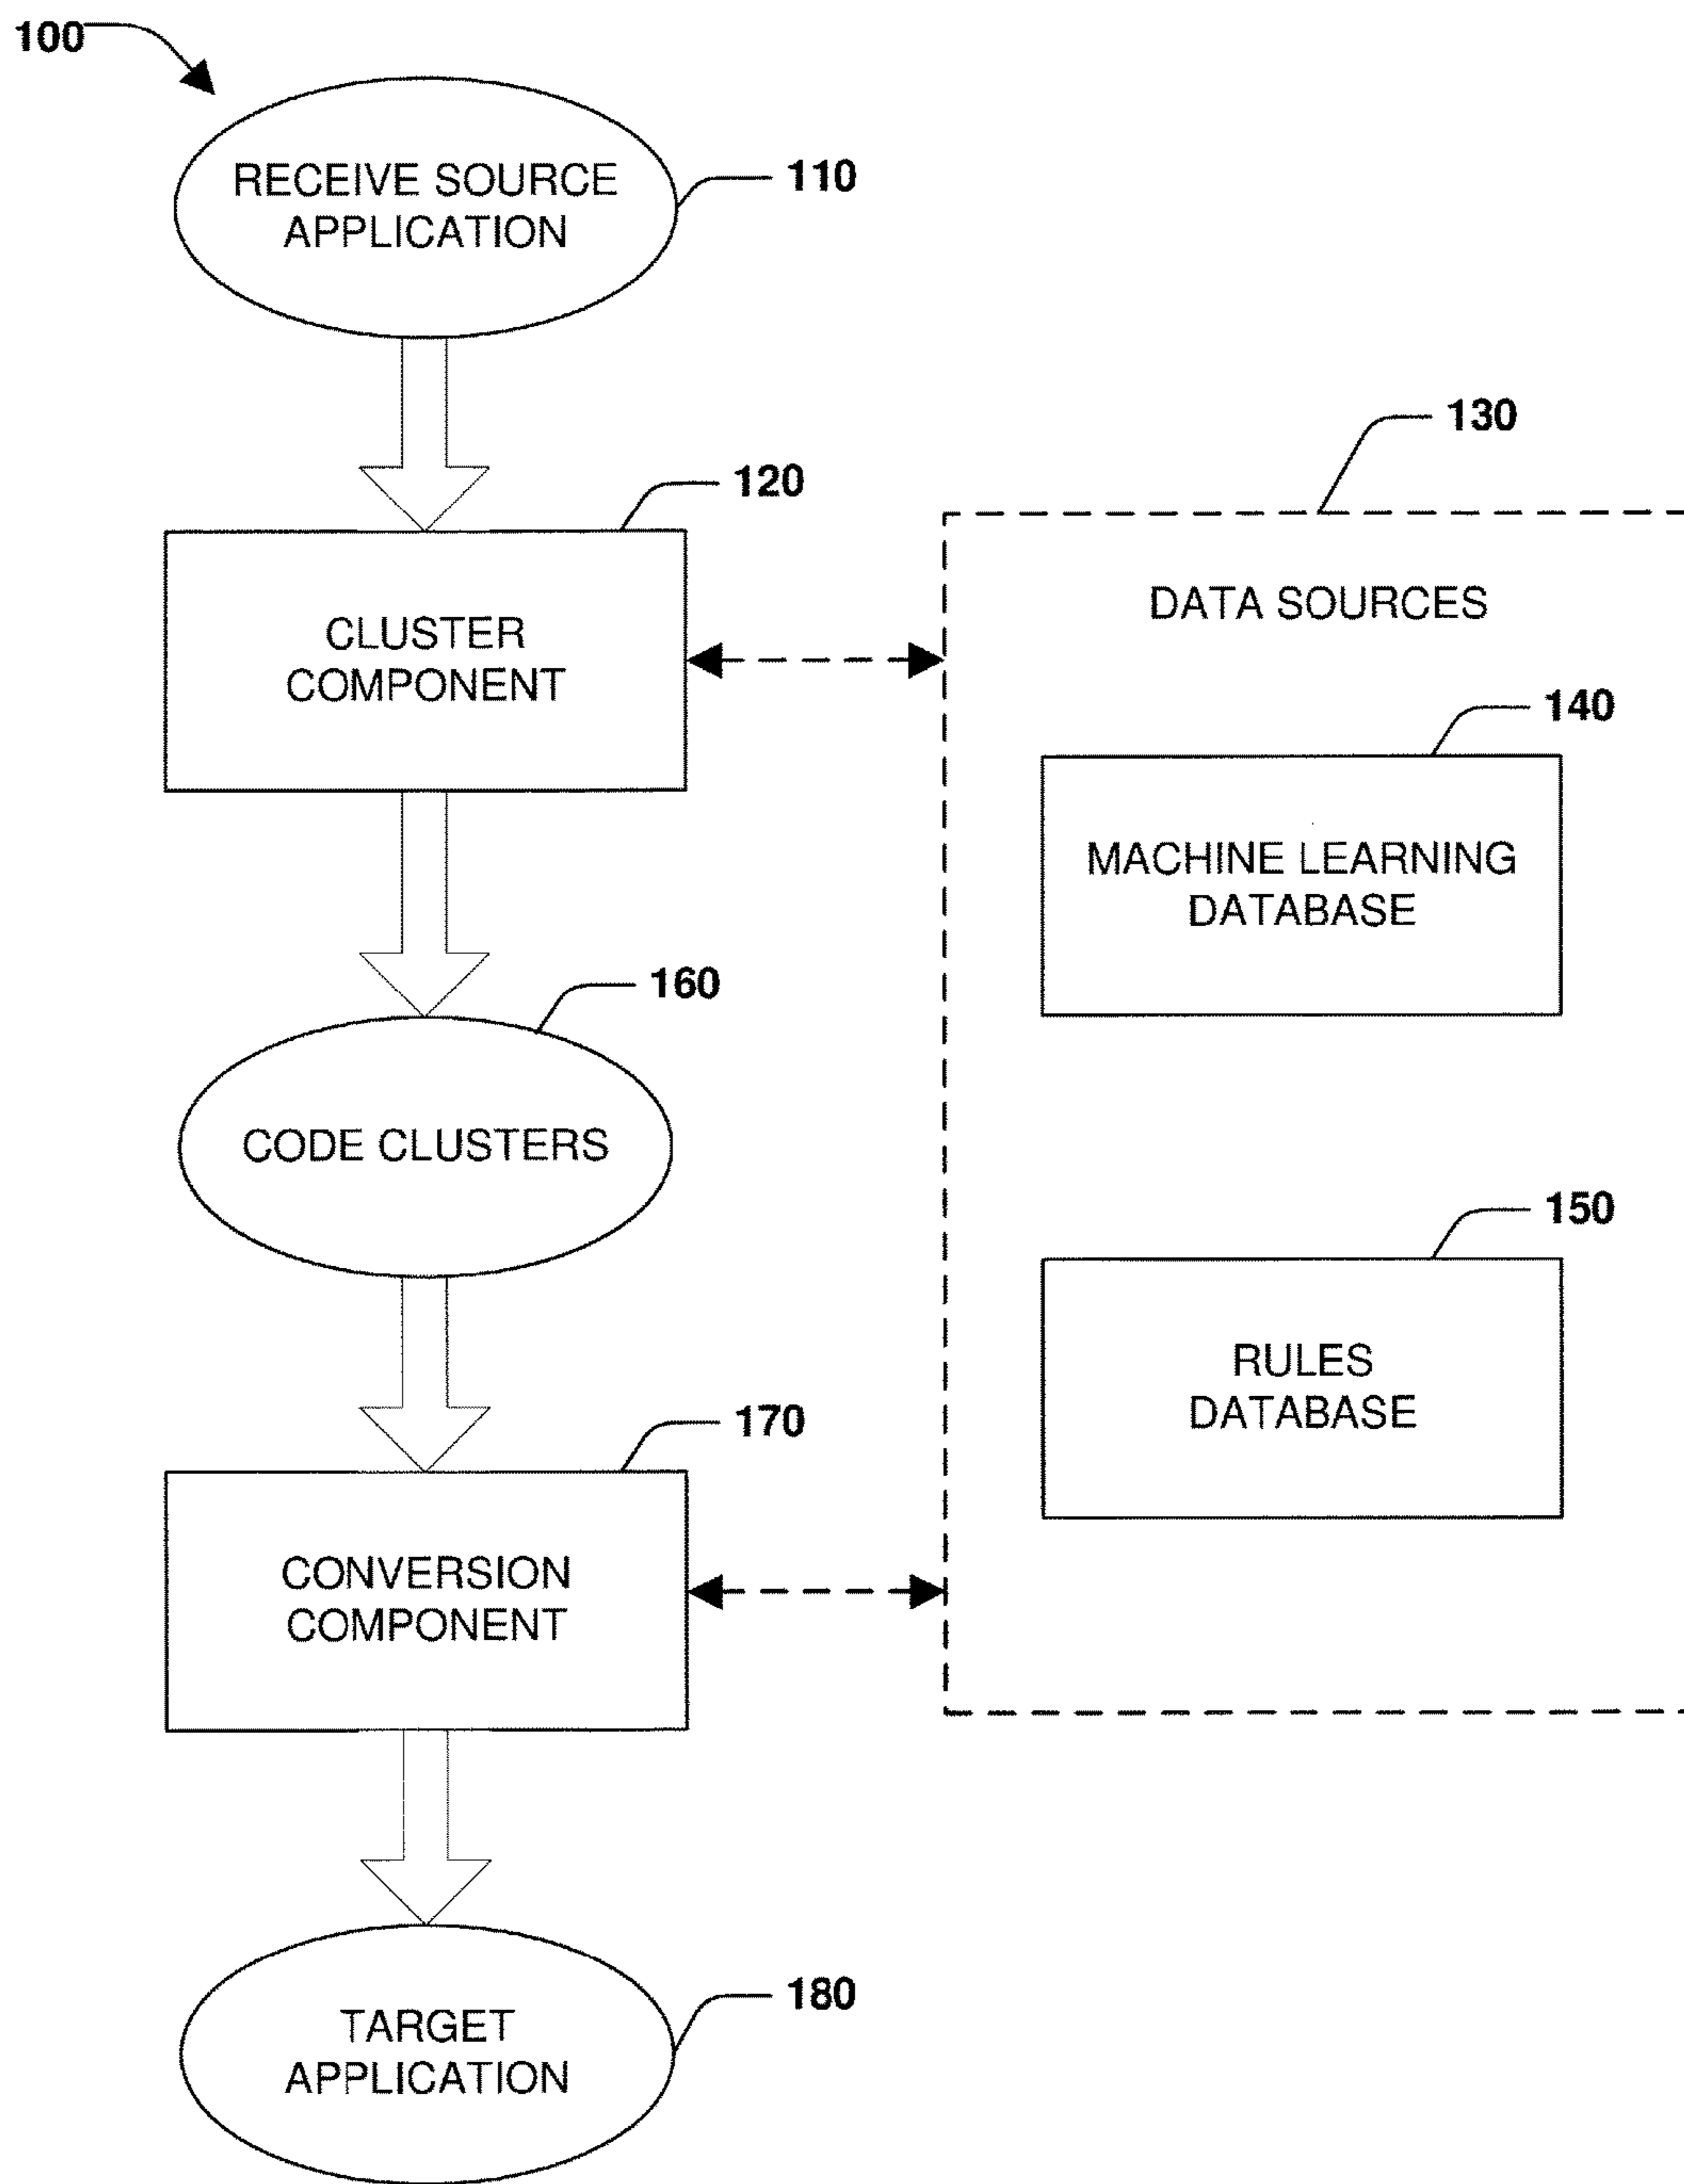 100
RECEIVE SOURCE
APPLICATION
110
130
120
CLUSTER
COMPONENT
DATA SOURCES
140
MACHINE LEARNING
DATABASE
160
CODE CLUSTERS
150
RULES
DATABASE
170
CONVERSION
COMPONENT
180
TARGET
APPLICATION